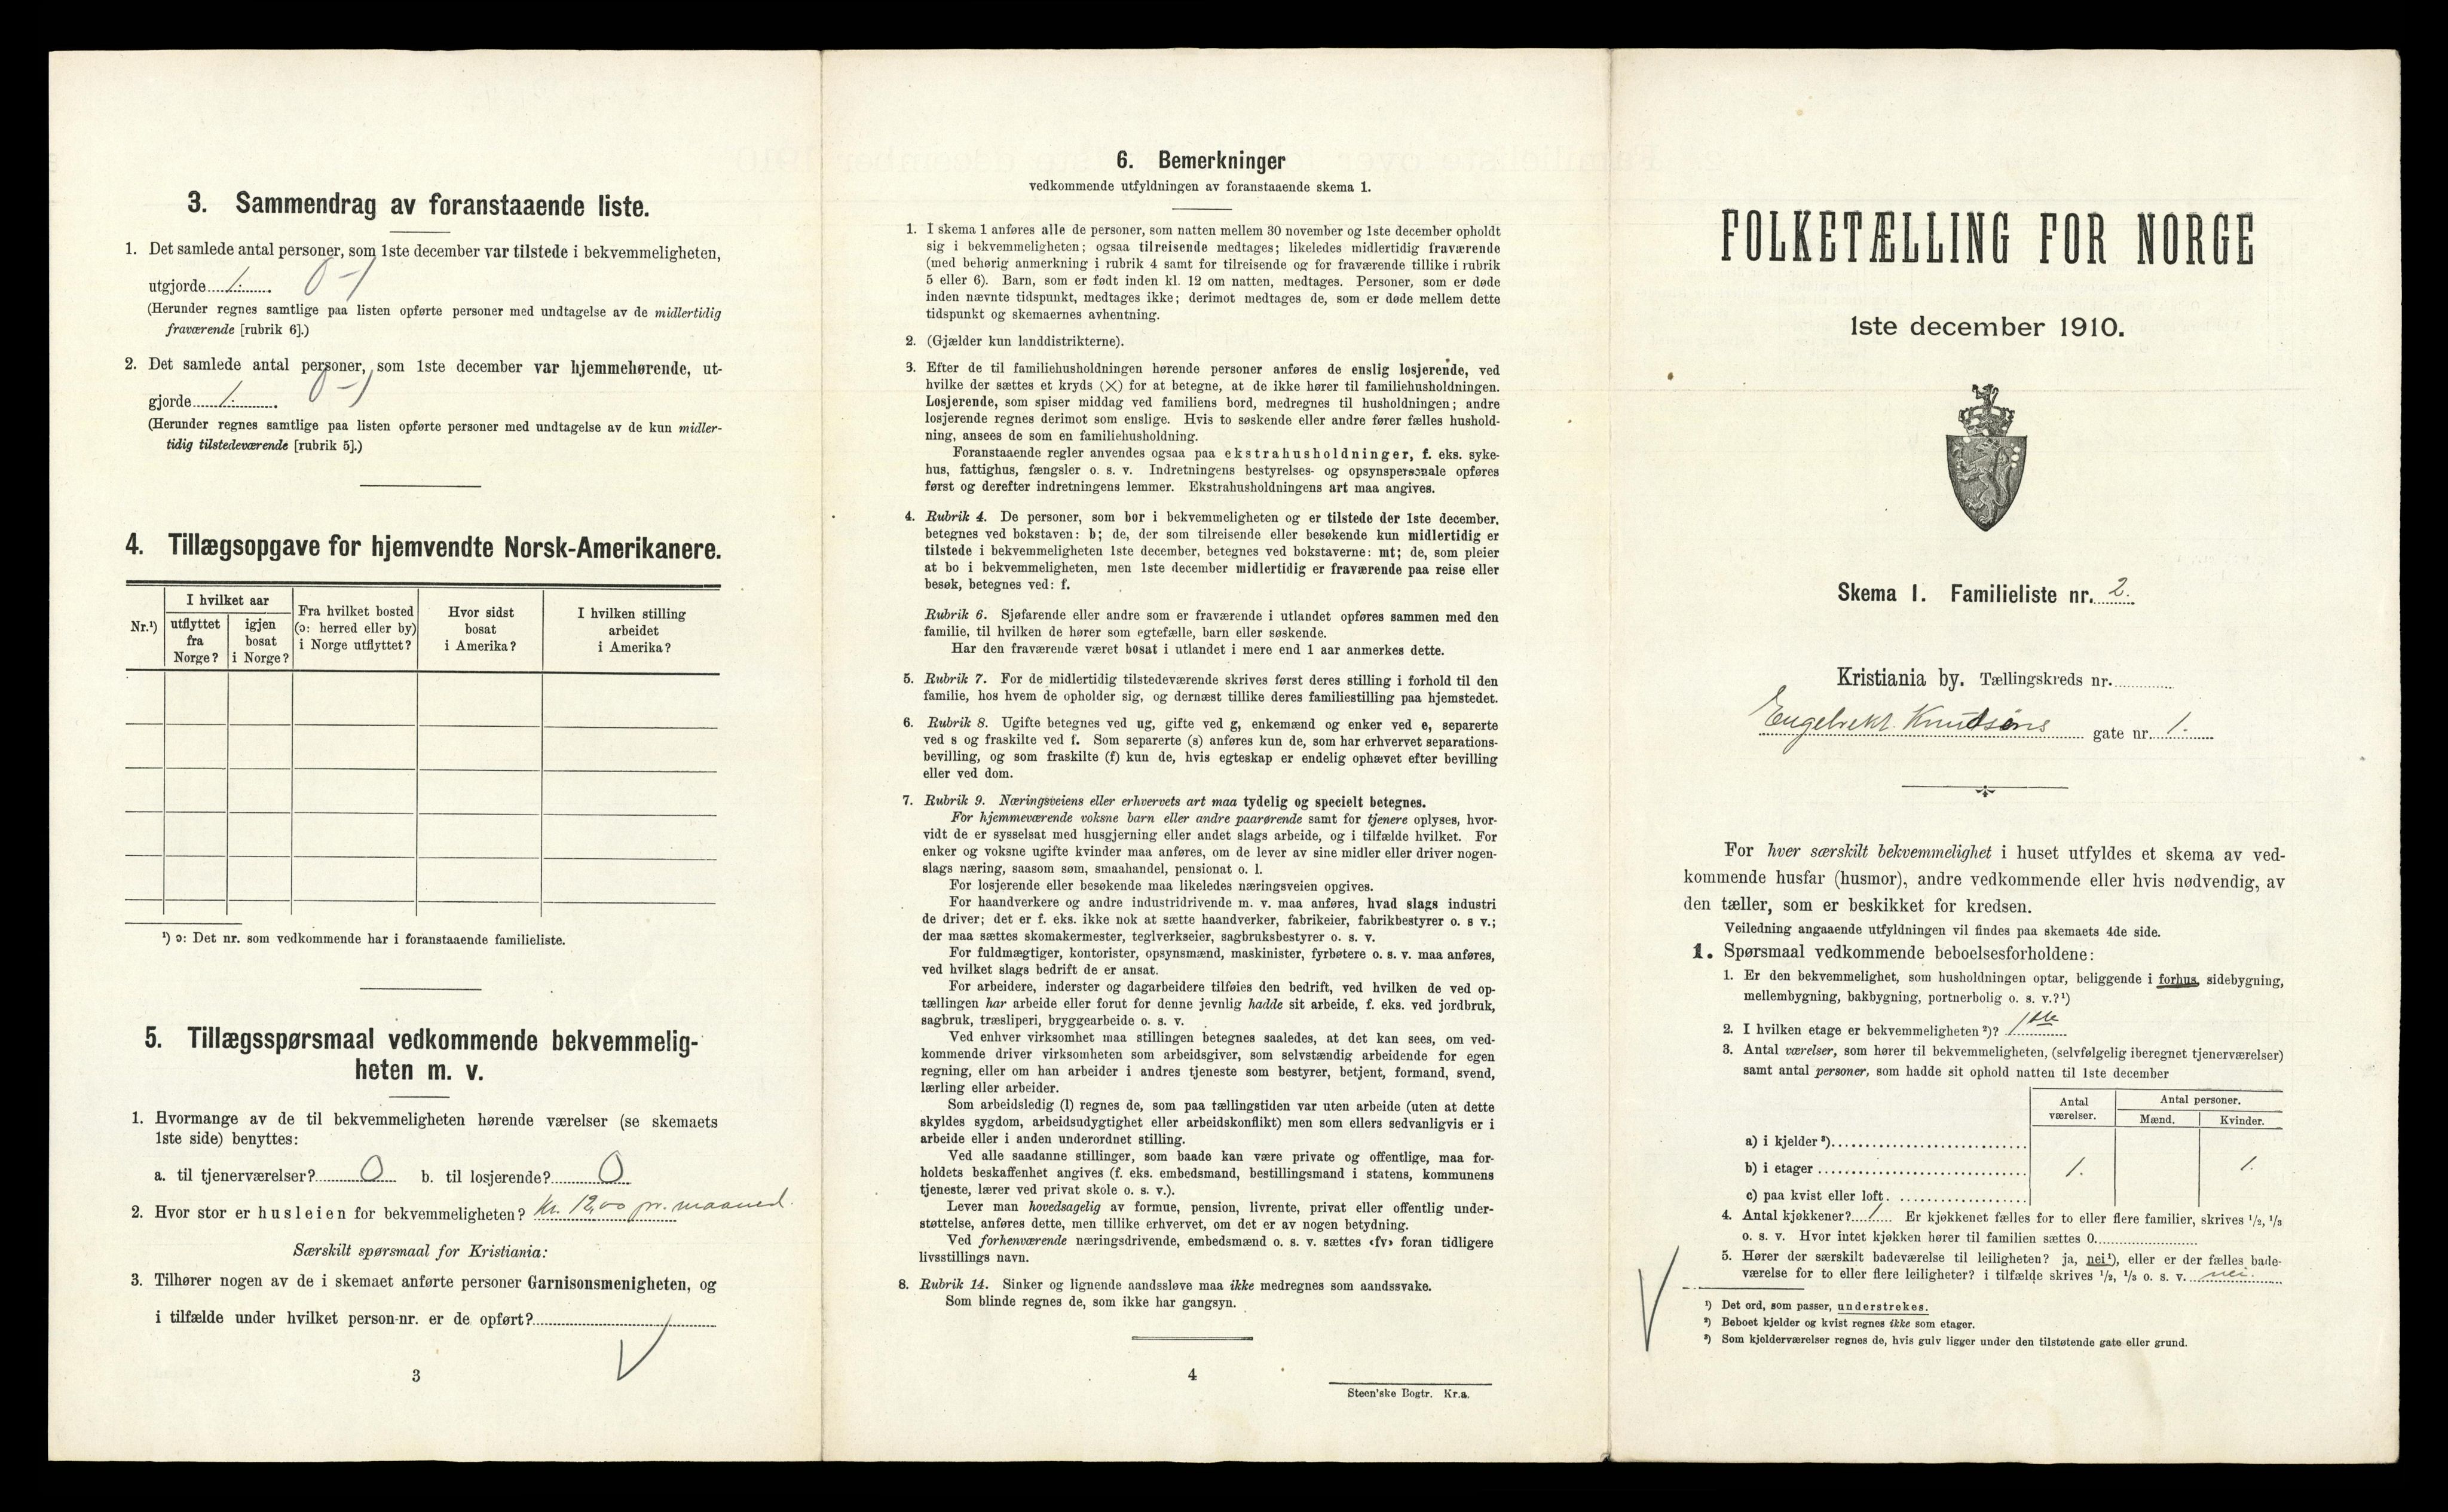 3. Sammendrag av foranstaaende liste.
1. Det samlede antal personer, som 1ste december var tilstede i bekvemmeligheten,
utgjorde 1. 0-1
(Herunder regnes samtlige paa listen opførte personer med undtagelse av de midlertidig
fraværende [rubrik 6].)
2. Det samlede antal personer, som 1ste december var hjemmehørende, ut-
gjorde 1. 0-1
(Herunder regnes samtlige paa listen opførte personer med undtagelse av de kun midler-
tidig tilstedeværende [rubrik 5].)
4. Tillægsopgave for hjemvendte Norsk-Amerikanere.
Nr.¹)
I hvilket aar
utflyttet
fra
Norge?
igjen
bosat
i Norge?
Fra hvilket bosted
(ɔ: herred eller by)
i Norge utflyttet?
Hvor sidst
bosat
i Amerika?
I hvilken stilling
arbeidet
i Amerika?
¹) ɔ: Det nr. som vedkommende har i foranstaaende familieliste.
5. Tillægsspørsmaal vedkommende bekvemmelig-
heten m. v.
1. Hvormange av de til bekvemmeligheten hørende værelser (se skemaets
1ste side) benyttes:
a. til tjenerværelser? 0 b. til losjerende? 0
2. Hvor stor er husleien for bekvemmeligheten? Kr. 12,00 pr. maaned.
Særskilt spørsmaal for Kristiania:
3. Tilhører nogen av de i skemaet anførte personer Garnisonsmenigheten, og
i tilfælde under hvilket person-nr. er de opført?
3
6. Bemerkninger
vedkommende utfyldningen av foranstaaende skema 1.
1. I skema 1 anføres alle de personer, som natten mellem 30 november og 1ste december opholdt
sig i bekvemmeligheten; ogsaa tilreisende medtages; likeledes midlertidig fraværende
(med behørig anmerkning i rubrik 4 samt for tilreisende og for fraværende tillike i rubrik
5 eller 6). Barn, som er født inden kl. 12 om natten, medtages. Personer, som er døde
inden nævnte tidspunkt, medtages ikke; derimot medtages de, som er døde mellem dette
tidspunkt og skemaernes avhentning.
2. (Gjælder kun landdistrikterne).
3. Efter de til familiehusholdningen hørende personer anføres de enslig losjerende, ved
hvilke der sættes et kryds (×) for at betegne, at de ikke hører til familiehusholdningen.
Losjerende, som spiser middag ved familiens bord, medregnes til husholdningen; andre
losjerende regnes derimot som enslige. Hvis to søskende eller andre fører fælles hushold-
ning, ansees de som en familiehusholdning.
Foranstaaende regler anvendes ogsaa paa ekstrahusholdninger, f. eks. syke-
hus, fattighus, fængsler o. s. v. Indretningens bestyrelses- og opsynspersonale opføres
først og derefter indretningens lemmer. Ekstrahusholdningens art maa angives.
4. Rubrik 4. De personer, som bor i bekvemmeligheten og er tilstede der 1ste december,
betegnes ved bokstaven: b; de, der som tilreisende eller besøkende kun midlertidig er
tilstede i bekvemmeligheten 1ste december, betegnes ved bokstaverne: mt; de, som pleier
at bo i bekvemmeligheten, men 1ste december midlertidig er fraværende paa reise eller
besøk, betegnes ved: f.
Rubrik 6. Sjøfarende eller andre som er fraværende i utlandet opføres sammen med den
familie, til hvilken de hører som egtefælle, barn eller søskende.
Har den fraværende været bosat i utlandet i mere end 1 aar anmerkes dette.
5. Rubrik 7. For de midlertidig tilstedeværende skrives først deres stilling i forhold til den
familie, hos hvem de opholder sig, og dernæst tillike deres familiestilling paa hjemstedet.
6. Rubrik 8. Ugifte betegnes ved ug, gifte ved g, enkemænd og enker ved e, separerte
ved s og fraskilte ved f. Som separerte (s) anføres kun de, som har erhvervet separations-
bevilling, og som fraskilte (f) kun de, hvis egteskap er endelig ophævet efter bevilling
eller ved dom.
7. Rubrik 9. Næringsveiens eller erhvervets art maa tydelig og specielt betegnes.
For hjemmeværende voksne barn eller andre paarørende samt for tjenere oplyses, hvor-
vidt de er sysselsat med husgjerning eller andet slags arbeide, og i tilfælde hvilket. For
enker og voksne ugifte kvinder maa anføres, om de lever av sine midler eller driver nogen-
slags næring, saasom søm, smaahandel, pensionat o. l.
For losjerende eller besøkende maa likeledes næringsveien opgives.
For haandverkere og andre industridrivende m. v. maa anføres, hvad slags industri
de driver; det er f. eks. ikke nok at sætte haandverker, fabrikeier, fabrikbestyrer o. s v.;
der maa sættes skomakermester, teglverkseier, sagbruksbestyrer o. s. v.
For fuldmægtiger, kontorister, opsynsmænd, maskinister, fyrbøtere o. s. v. maa anføres,
ved hvilket slags bedrift de er ansat.
For arbeidere, inderster og dagarbeidere tilføies den bedrift, ved hvilken de ved op-
tællingen har arbeide eller forut for denne jevnlig hadde sit arbeide, f. eks. ved jordbruk,
sagbruk, træsliperi, bryggearbeide o. s. v.
Ved enhver virksomhet maa stillingen betegnes saaledes, at det kan sees, om ved-
kommende driver virksomheten som arbeidsgiver, som selvstændig arbeidende for egen
regning, eller om han arbeider i andres tjeneste som bestyrer, betjent, formand, svend,
lærling eller arbeider.
Som arbeidsledig (l) regnes de, som paa tællingstiden var uten arbeide (uten at dette
skyldes sygdom, arbeidsudygtighet eller arbeidskonflikt) men som ellers sedvanligvis er i
arbeide eller i anden underordnet stilling.
Ved alle saadanne stillinger, som baade kan være private og offentlige, maa for-
holdets beskaffenhet angives (f. eks. embedsmand, bestillingsmand i statens, kommunens
tjeneste, lærer ved privat skole o. s. v.).
Lever man hovedsagelig av formue, pension, livrente, privat eller offentlig under-
støttelse, anføres dette, men tillike erhvervet, om det er av nogen betydning.
Ved forhenværende næringsdrivende, embedsmænd o. s. v. sættes «fv» foran tidligere
livsstillings navn.
8. Rubrik 14. Sinker og lignende aandssløve maa ikke medregnes som aandssvake.
Som blinde regnes de, som ikke har gangsyn.
4
Steen'ske Bogtr. Kr.a.
FOLKETÆLLING FOR NORGE
1ste december 1910.
Skema 1. Familieliste nr. 2.
Kristiania by. Tællingskreds nr.
Engelbrekt Knudsöns gate nr. 1.
For hver særskilt bekvemmelighet i huset utfyldes et skema av ved-
kommende husfar (husmor), andre vedkommende eller hvis nødvendig, av
den tæller, som er beskikket for kredsen.
Veiledning angaaende utfyldningen vil findes paa skemaets 4de side.
1. Spørsmaal vedkommende beboelsesforholdene:
1. Er den bekvemmelighet, som husholdningen optar, beliggende i forhus, sidebygning,
mellembygning, bakbygning, portnerbolig o. s. v.?¹)
2. I hvilken etage er bekvemmeligheten²)? 1ste
3. Antal værelser, som hører til bekvemmeligheten, (selvfølgelig iberegnet tjenerværelser)
samt antal personer, som hadde sit ophold natten til 1ste december
Antal
værelser.
Antal personer.
Mænd. Kvinder.
a) i kjelder³)
b) i etager 1. 1.
c) paa kvist eller loft.
4. Antal kjøkkener? 1 Er kjøkkenet fælles for to eller flere familier, skrives 1/2, 1/3
o. s. v. Hvor intet kjøkken hører til familien sættes 0.
5. Hører der særskilt badeværelse til leiligheten? ja, nei¹), eller er der fælles bade-
værelse for to eller flere leiligheter? i tilfælde skrives 1/2, 1/3 o. s. v. nei.
¹) Det ord, som passer, understrekes.
²) Beboet kjelder og kvist regnes ikke som etager.
³) Som kjelderværelser regnes de, hvis gulv ligger under den tilstøtende gate eller grund.